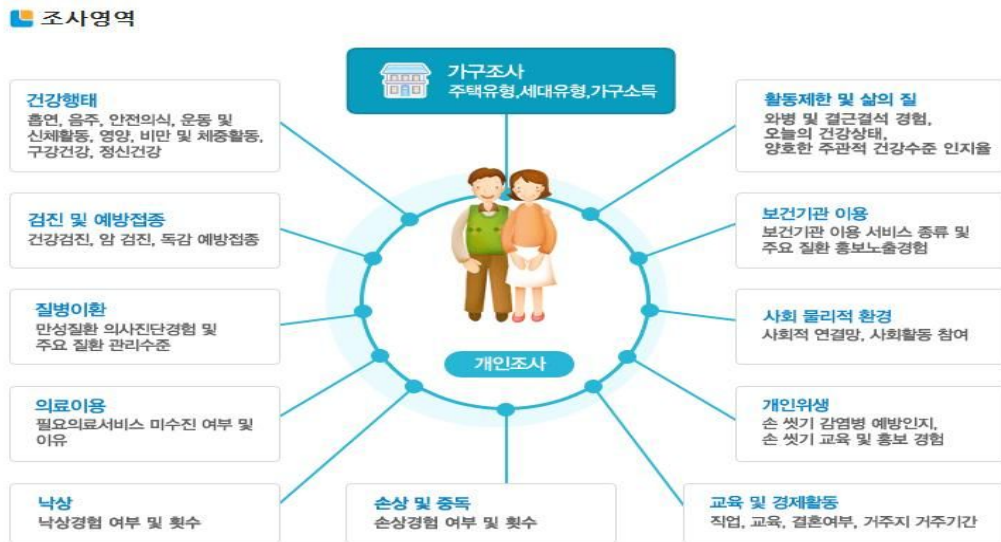 조사영역
가구조사
주택유형,세대유형,가구소득
건강행태
흡연, 음주, 안전의식, 운동 및
신체활동, 영양, 비만 및 체중활동,
구강건강, 정신건강
검진 및 예방접종
건강검진, 암 검진, 독감 예방접종
질병이환
만성질환 의사진단경험 및
주요 질환 관리수준
의료이용
필요의료서비스 미수진 여부 및
이유
낙상
낙상경험 여부 및 횟수
개인조사
손상 및 중독
손상경험 여부 및 횟수
활동제한 및 삶의 질
와병 및 결근결석 경험,
오늘의 건강상태,
양호한 주관적 건강수준 인지율
보건기관 이용
보건기관 이용 서비스 종류 및
주요 질환 홍보노출경험
사회 물리적 환경
사회적 연결망, 사회활동 참여
개인위생
손 씻기 감염병 예방인지,
손 씻기 교육 및 홍보 경험
교육 및 경제활동
직업, 교육, 결혼여부, 거주지 거주기간